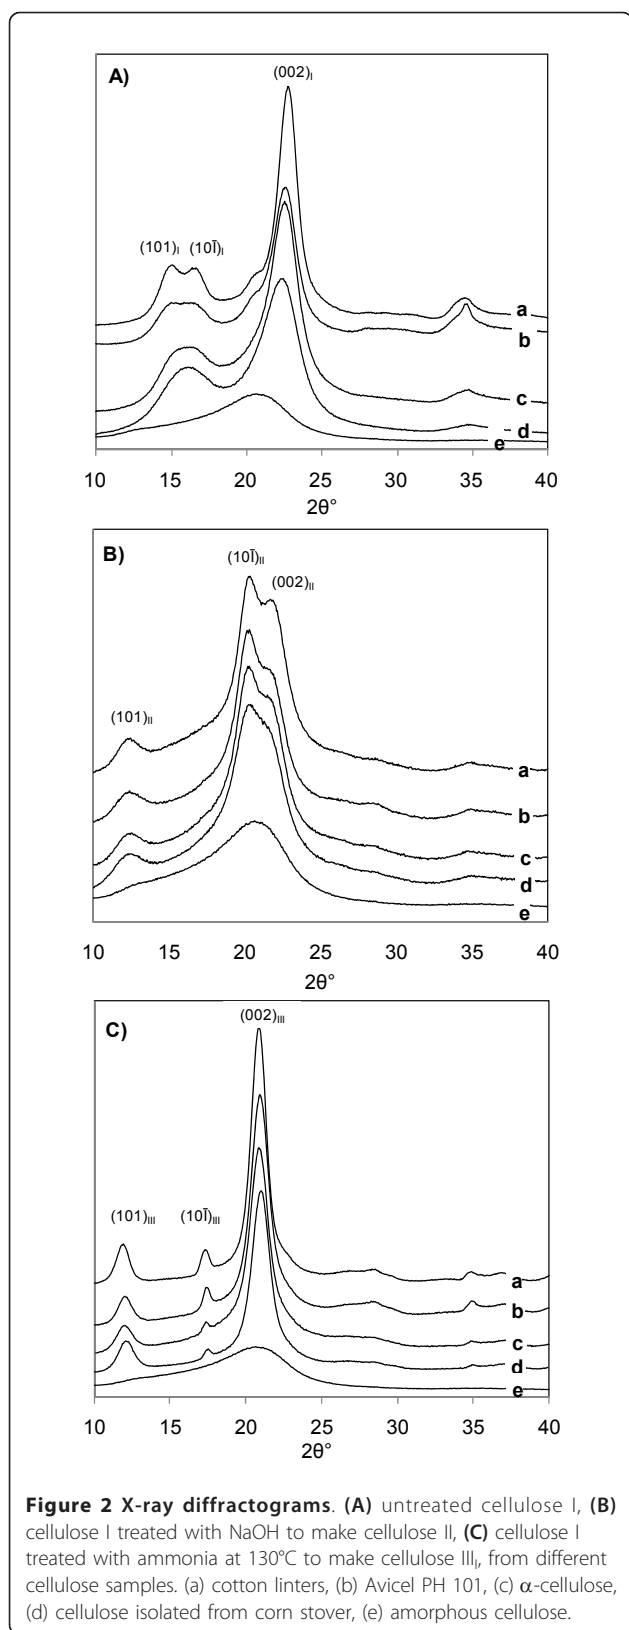 A)
(002)I
(101)I (10Ī)I
a
b
c
d
e
10 15 20 25 30 35 40
2θ°
B)
(10Ī)II
(002)II
(101)II
a
b
c
d
e
10 15 20 25 30 35 40
2θ°
C)
(002)III
(101)III (10Ī)III
a
b
c
d
e
10 15 20 25 30 35 40
2θ°
Figure 2 X-ray diffractograms. (A) untreated cellulose I, (B)
cellulose I treated with NaOH to make cellulose II, (C) cellulose I
treated with ammonia at 130°C to make cellulose IIII, from different
cellulose samples. (a) cotton linters, (b) Avicel PH 101, (c) α-cellulose,
(d) cellulose isolated from corn stover, (e) amorphous cellulose.